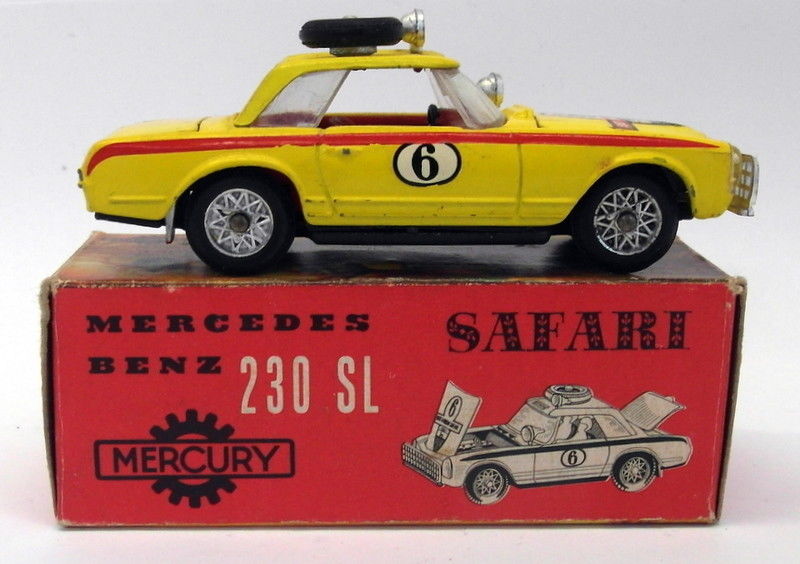 6
MERCEDES
BENZ 230 SL
SAFARI
MERCURY
6
6